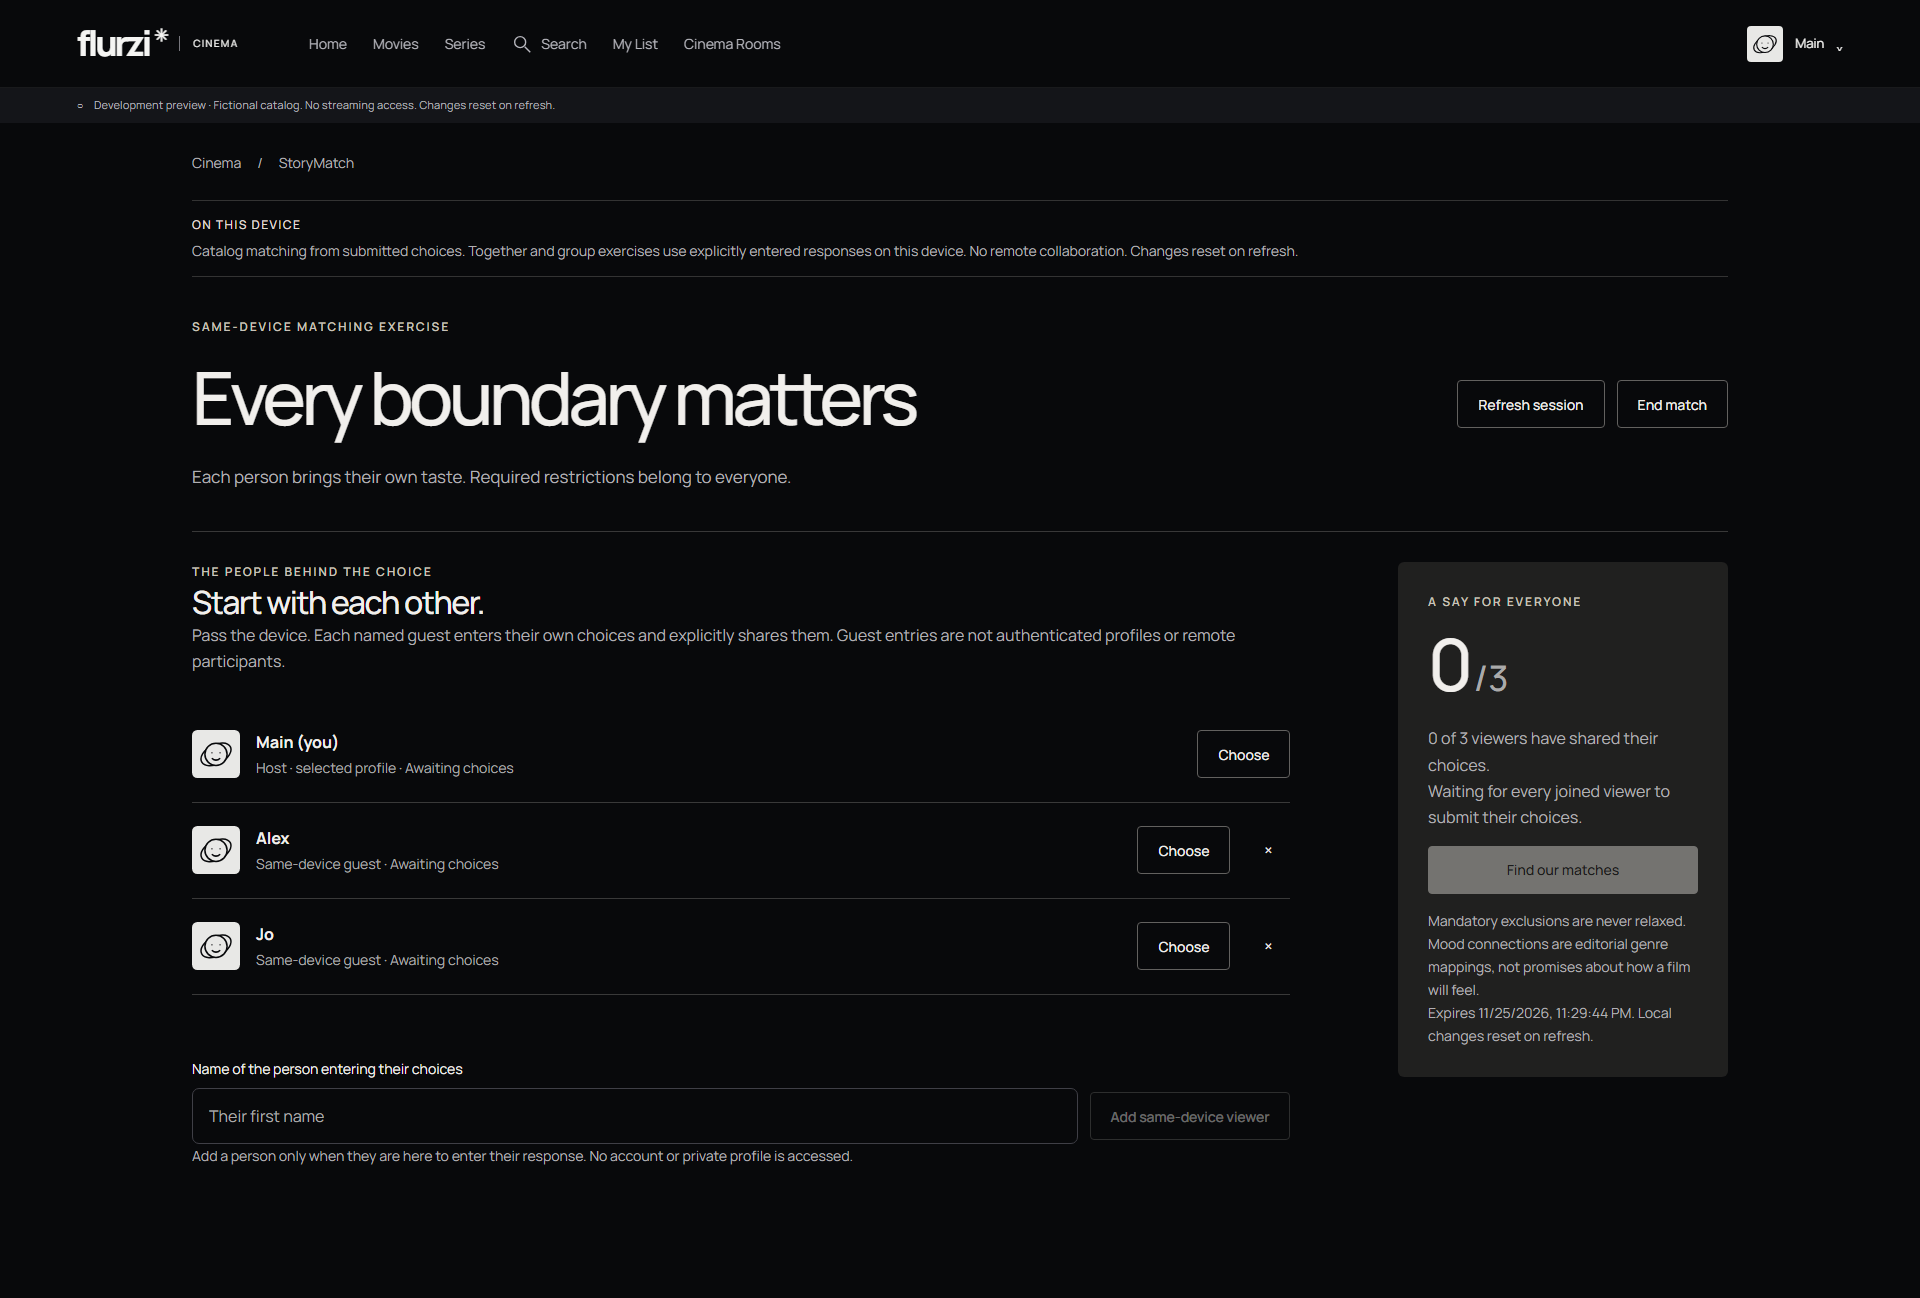 flurzi* CINEMA Home Movies Series Search My List Cinema Rooms Main
Development preview · Fictional catalog. No streaming access. Changes reset on refresh.
Cinema / StoryMatch
ON THIS DEVICE
Catalog matching from submitted choices. Together and group exercises use explicitly entered responses on this device. No remote collaboration. Changes reset on refresh.
SAME-DEVICE MATCHING EXERCISE
Every boundary matters
Refresh session End match
Each person brings their own taste. Required restrictions belong to everyone.
THE PEOPLE BEHIND THE CHOICE
Start with each other.
Pass the device. Each named guest enters their own choices and explicitly shares them. Guest entries are not authenticated profiles or remote
participants.
Main (you)
Host · selected profile · Awaiting choices
Choose
Alex
Same-device guest · Awaiting choices
Choose ×
Jo
Same-device guest · Awaiting choices
Choose ×
Name of the person entering their choices
Their first name
Add same-device viewer
Add a person only when they are here to enter their response. No account or private profile is accessed.
A SAY FOR EVERYONE
0/3
0 of 3 viewers have shared their
choices.
Waiting for every joined viewer to
submit their choices.
Find our matches
Mandatory exclusions are never relaxed.
Mood connections are editorial genre
mappings, not promises about how a film
will feel.
Expires 11/25/2026, 11:29:44 PM. Local
changes reset on refresh.